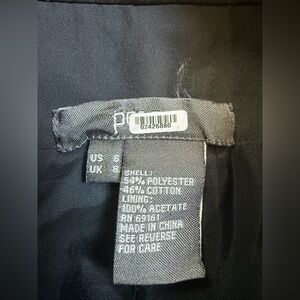 02426880
US 6
UK 8
SHELL:
54% POLYESTER
46% COTTON
LINING:
100% ACETATE
RN 69161
MADE IN CHINA
SEE REVERSE
FOR CARE